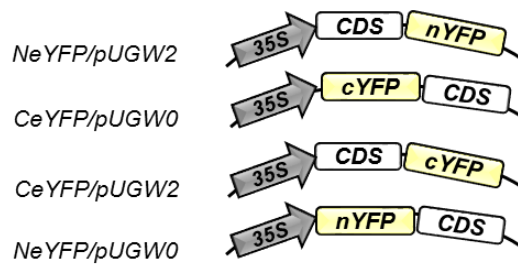 NeYFP/pUGW2 35S CDS nYFP
CeYFP/pUGW0 35S cYFP CDS
CeYFP/pUGW2 35S CDS cYFP
NeYFP/pUGW0 35S nYFP CDS